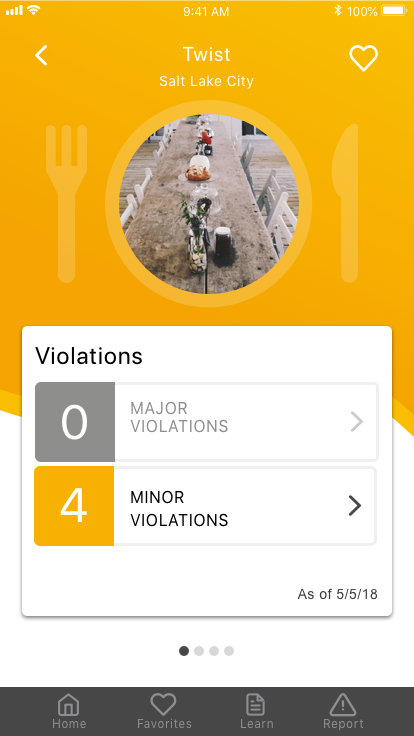 9:41 AM
100%
Twist
Salt Lake City
Violations
0
MAJOR
VIOLATIONS
4
MINOR
VIOLATIONS
As of 5/5/18
Home
Favorites
Learn
Report